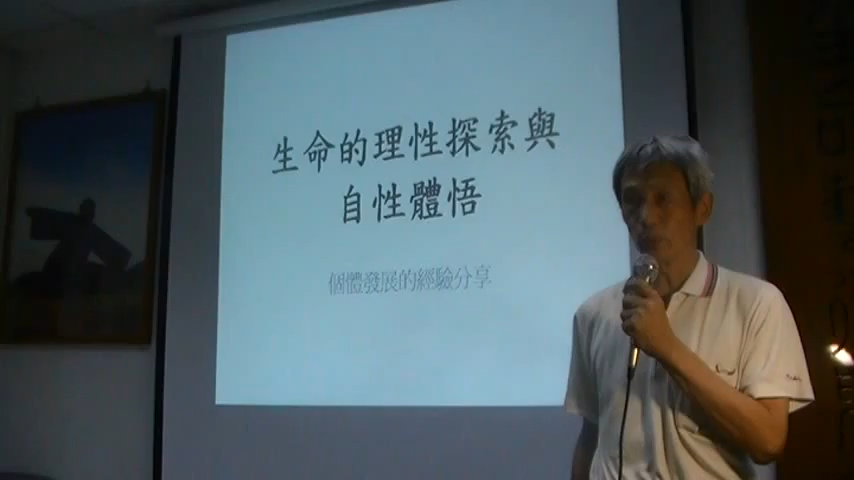 生命的理性探索與
自性體悟
個體發展的經驗分享